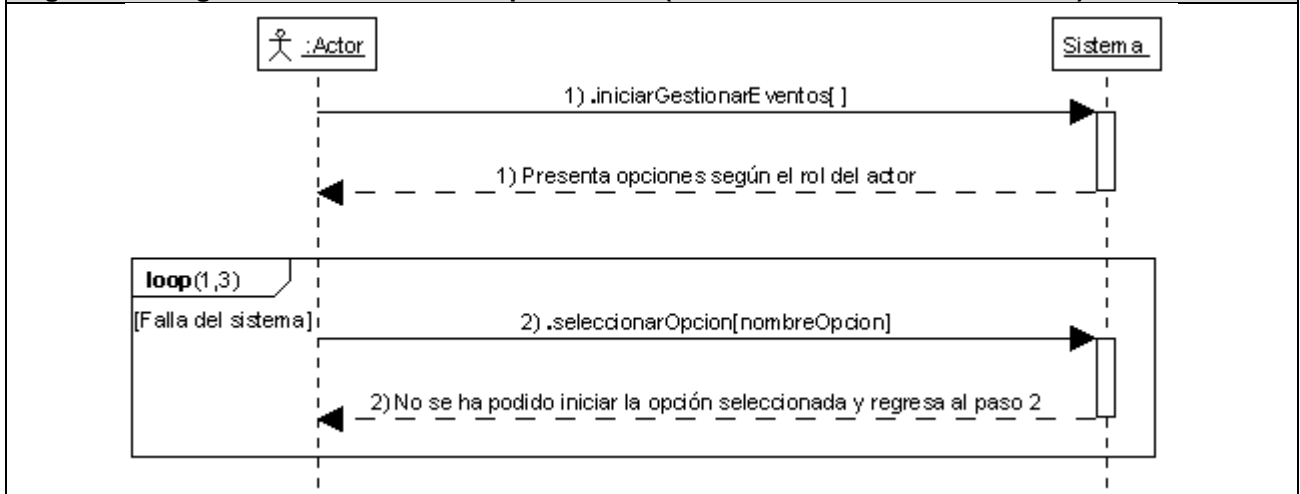 :Actor
Sistema
1) .iniciarGestionarEventos[ ]
1) Presenta opciones según el rol del actor
loop(1,3)
[Falla del sistema]
2) .seleccionarOpcion[nombreOpcion]
2) No se ha podido iniciar la opción seleccionada y regresa al paso 2